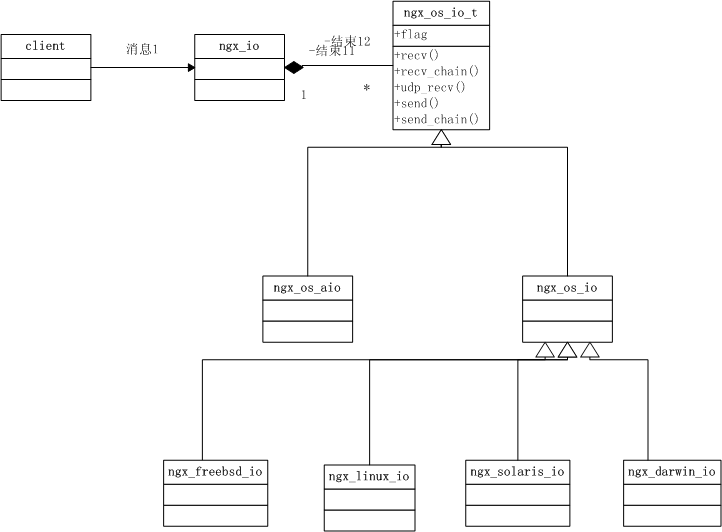 ngx_os_io_t
+flag
+recv()
+recv_chain()
+udp_recv()
+send()
+send_chain()
client
消息1
ngx_io
-结束12
-结束11
1
*
ngx_os_aio
ngx_os_io
ngx_freebsd_io
ngx_linux_io
ngx_solaris_io
ngx_darwin_io